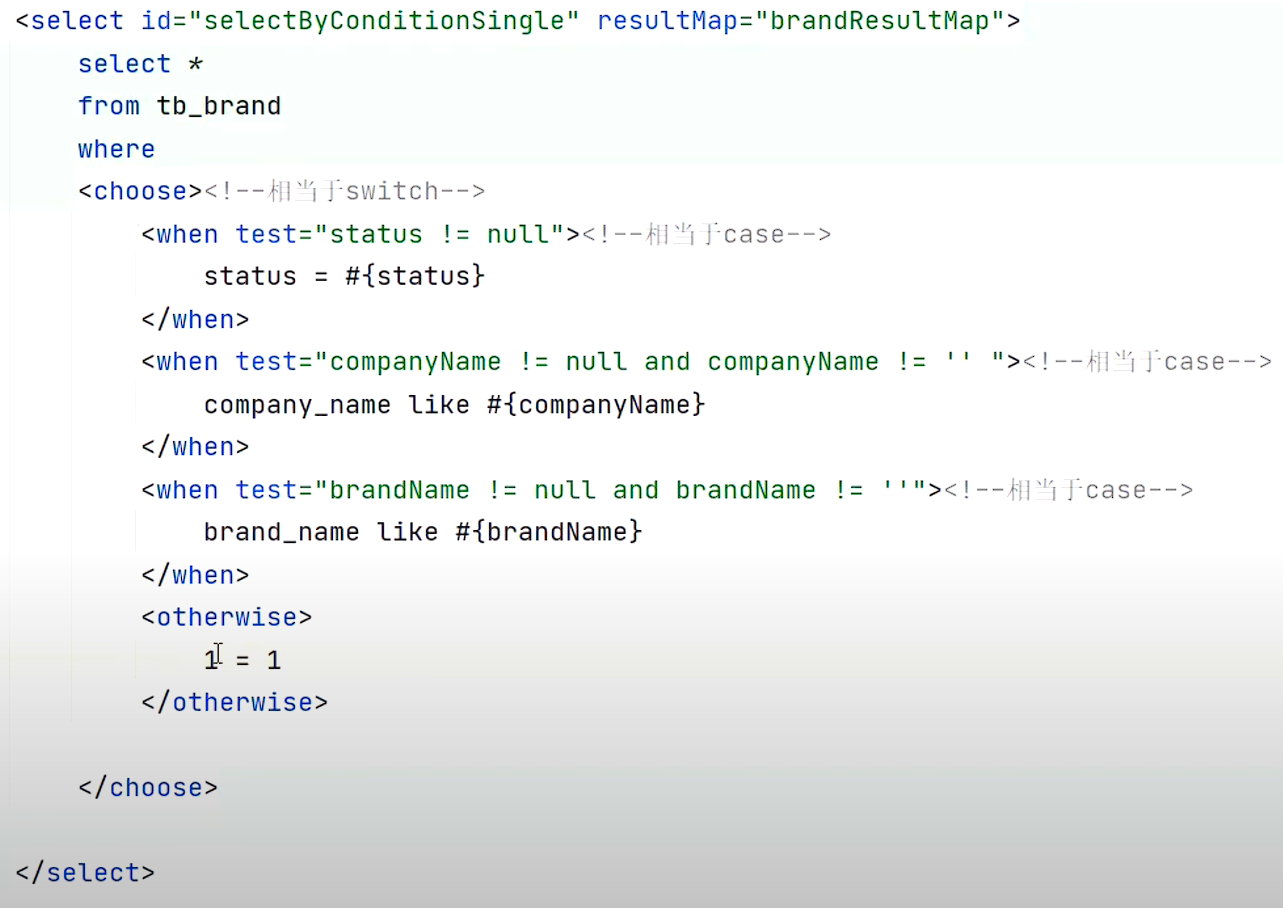 <select id="selectByConditionSingle" resultMap="brandResultMap">
select *
from tb_brand
where
<choose><!--相当于switch-->
<when test="status != null"><!--相当于case-->
status = #{status}
</when>
<when test="companyName != null and companyName != '' "><!--相当于case-->
company_name like #{companyName}
</when>
<when test="brandName != null and brandName != ''"><!--相当于case-->
brand_name like #{brandName}
</when>
<otherwise>
1 = 1
</otherwise>
</choose>
</select>